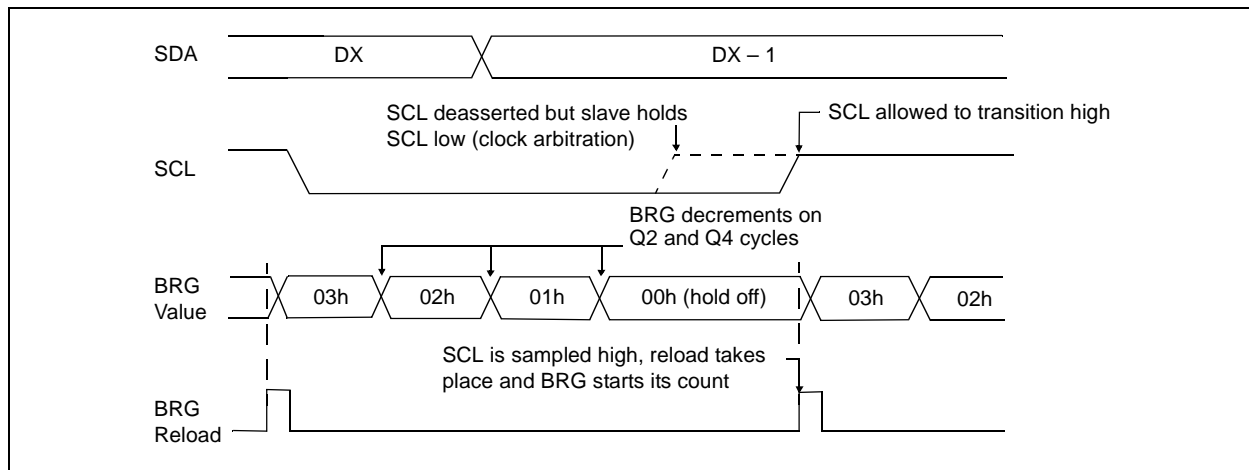 SDA
DX
DX – 1
SCL deasserted but slave holds
SCL low (clock arbitration)
SCL allowed to transition high
SCL
BRG decrements on
Q2 and Q4 cycles
BRG
Value
03h
02h
01h
00h (hold off)
03h
02h
SCL is sampled high, reload takes
place and BRG starts its count
BRG
Reload